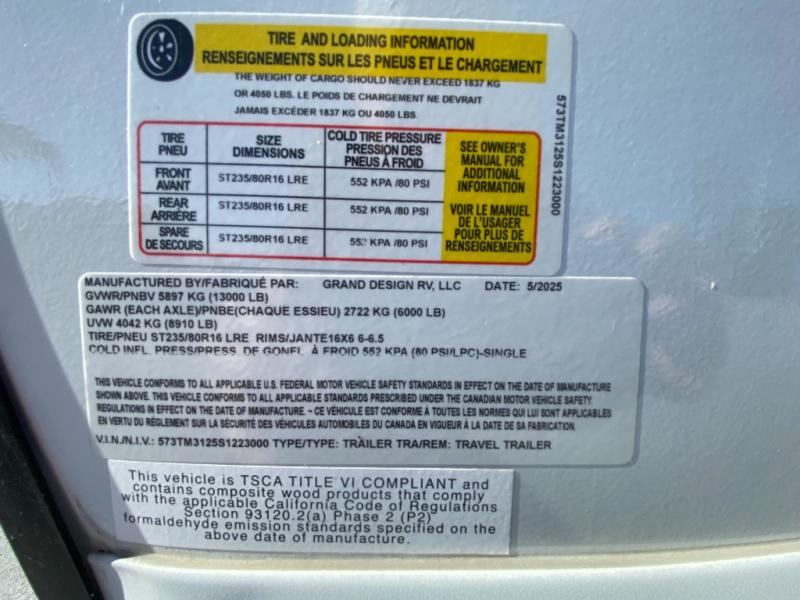 TIRE AND LOADING INFORMATION
RENSEIGNEMENTS SUR LES PNEUS ET LE CHARGEMENT
THE WEIGHT OF CARGO SHOULD NEVER EXCEED 1837 KG
OR 4050 LBS. LE POIDS DE CHARGEMENT NE DEVRAIT
JAMAIS EXCÉDER 1837 KG OU 4050 LBS.
TIRE PNEU
SIZE DIMENSIONS
COLD TIRE PRESSURE PRESSION DES PNEUS À FROID
FRONT AVANT
ST235/80R16 LRE
552 KPA /80 PSI
REAR ARRIÈRE
ST235/80R16 LRE
552 KPA /80 PSI
SPARE DE SECOURS
ST235/80R16 LRE
552 KPA /80 PSI
SEE OWNER'S
MANUAL FOR
ADDITIONAL
INFORMATION
VOIR LE MANUEL
DE L'USAGER
POUR PLUS DE
RENSEIGNEMENTS
573TM3125S1223000
MANUFACTURED BY/FABRIQUÉ PAR: GRAND DESIGN RV, LLC DATE: 5/2025
GVWR/PNBV 5897 KG (13000 LB)
GAWR (EACH AXLE)/PNBE(CHAQUE ESSIEU) 2722 KG (6000 LB)
UVW 4042 KG (8910 LB)
TIRE/PNEU ST235/80R16 LRE RIMS/JANTE16X6 6-6.5
COLD INFL. PRESS/PRESS. DE GONFL. À FROID 552 KPA (80 PSI/LPC)-SINGLE
THIS VEHICLE CONFORMS TO ALL APPLICABLE U.S. FEDERAL MOTOR VEHICLE SAFETY STANDARDS IN EFFECT ON THE DATE OF MANUFACTURE
SHOWN ABOVE. THIS VEHICLE CONFORMS TO ALL APPLICABLE STANDARDS PRESCRIBED UNDER THE CANADIAN MOTOR VEHICLE SAFETY
REGULATIONS IN EFFECT ON THE DATE OF MANUFACTURE. ~ CE VÉHICULE EST CONFORME À TOUTES LES NORMES QUI LUI SONT APPLICABLES
EN VERTU DU RÈGLEMENT SUR LA SÉCURITÉ DES VÉHICULES AUTOMOBILES DU CANADA EN VIGUEUR À LA DATE DE SA FABRICATION.
V.I.N./N.I.V.: 573TM3125S1223000 TYPE/TYPE: TRAILER TRA/REM: TRAVEL TRAILER
This vehicle is TSCA TITLE VI COMPLIANT and
contains composite wood products that comply
with the applicable California Code of Regulations
Section 93120.2(a) Phase 2 (P2)
formaldehyde emission standards specified on the
above date of manufacture.